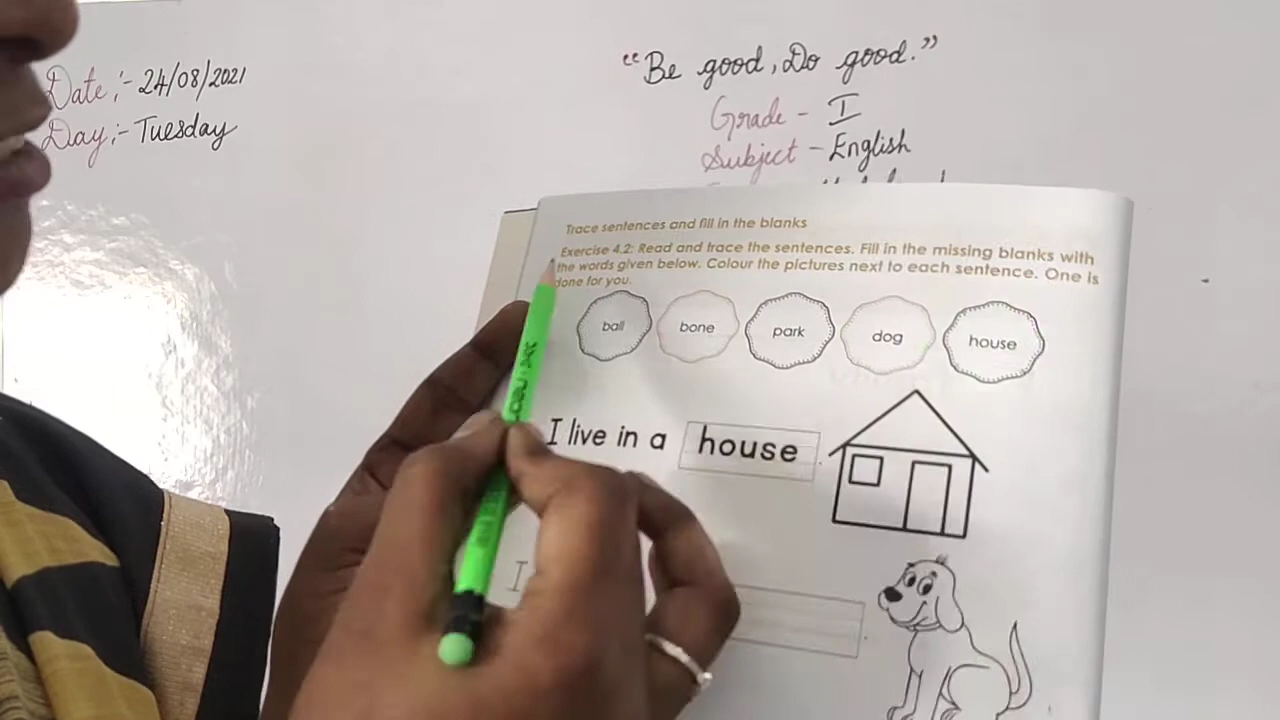 Date :- 24/08/2021
Day :- Tuesday
"Be good, Do good."
Grade - I
Subject - English
Trace sentences and fill in the blanks
Exercise 4.2: Read and trace the sentences. Fill in the missing blanks with
the words given below. Colour the pictures next to each sentence. One is
done for you.
ball bone park dog house
I live in a house.
I